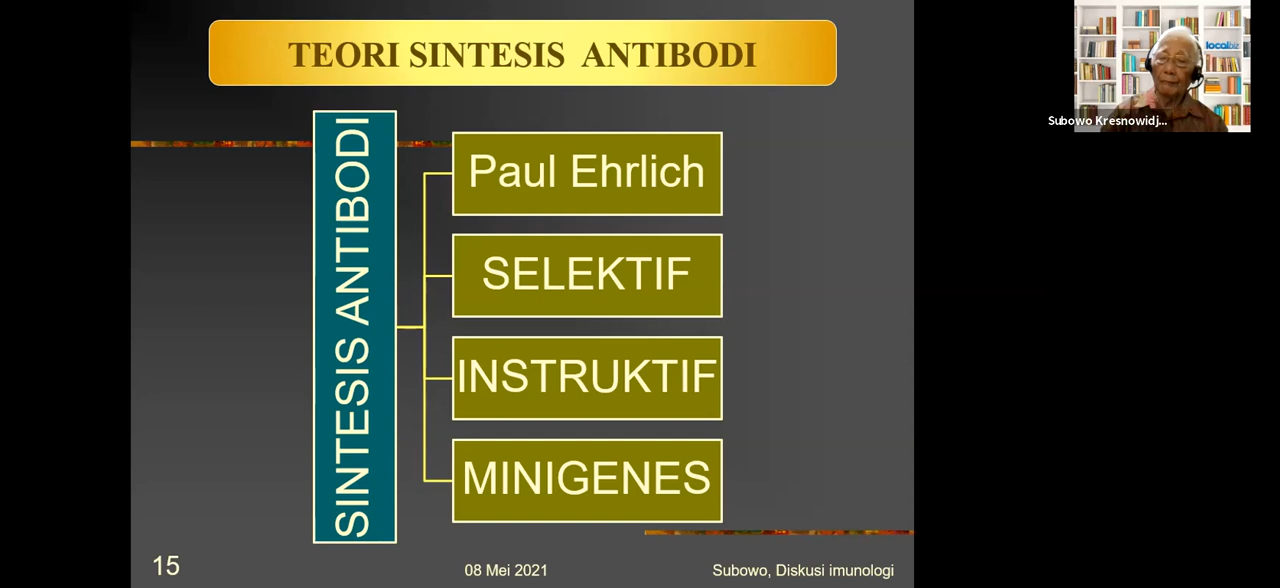 TEORI SINTESIS ANTIBODI
SINTESIS ANTIBODI
Paul Ehrlich
SELEKTIF
INSTRUKTIF
MINIGENES
15
08 Mei 2021
Subowo, Diskusi imunologi
localbiz
Subowo Kresnowidj...